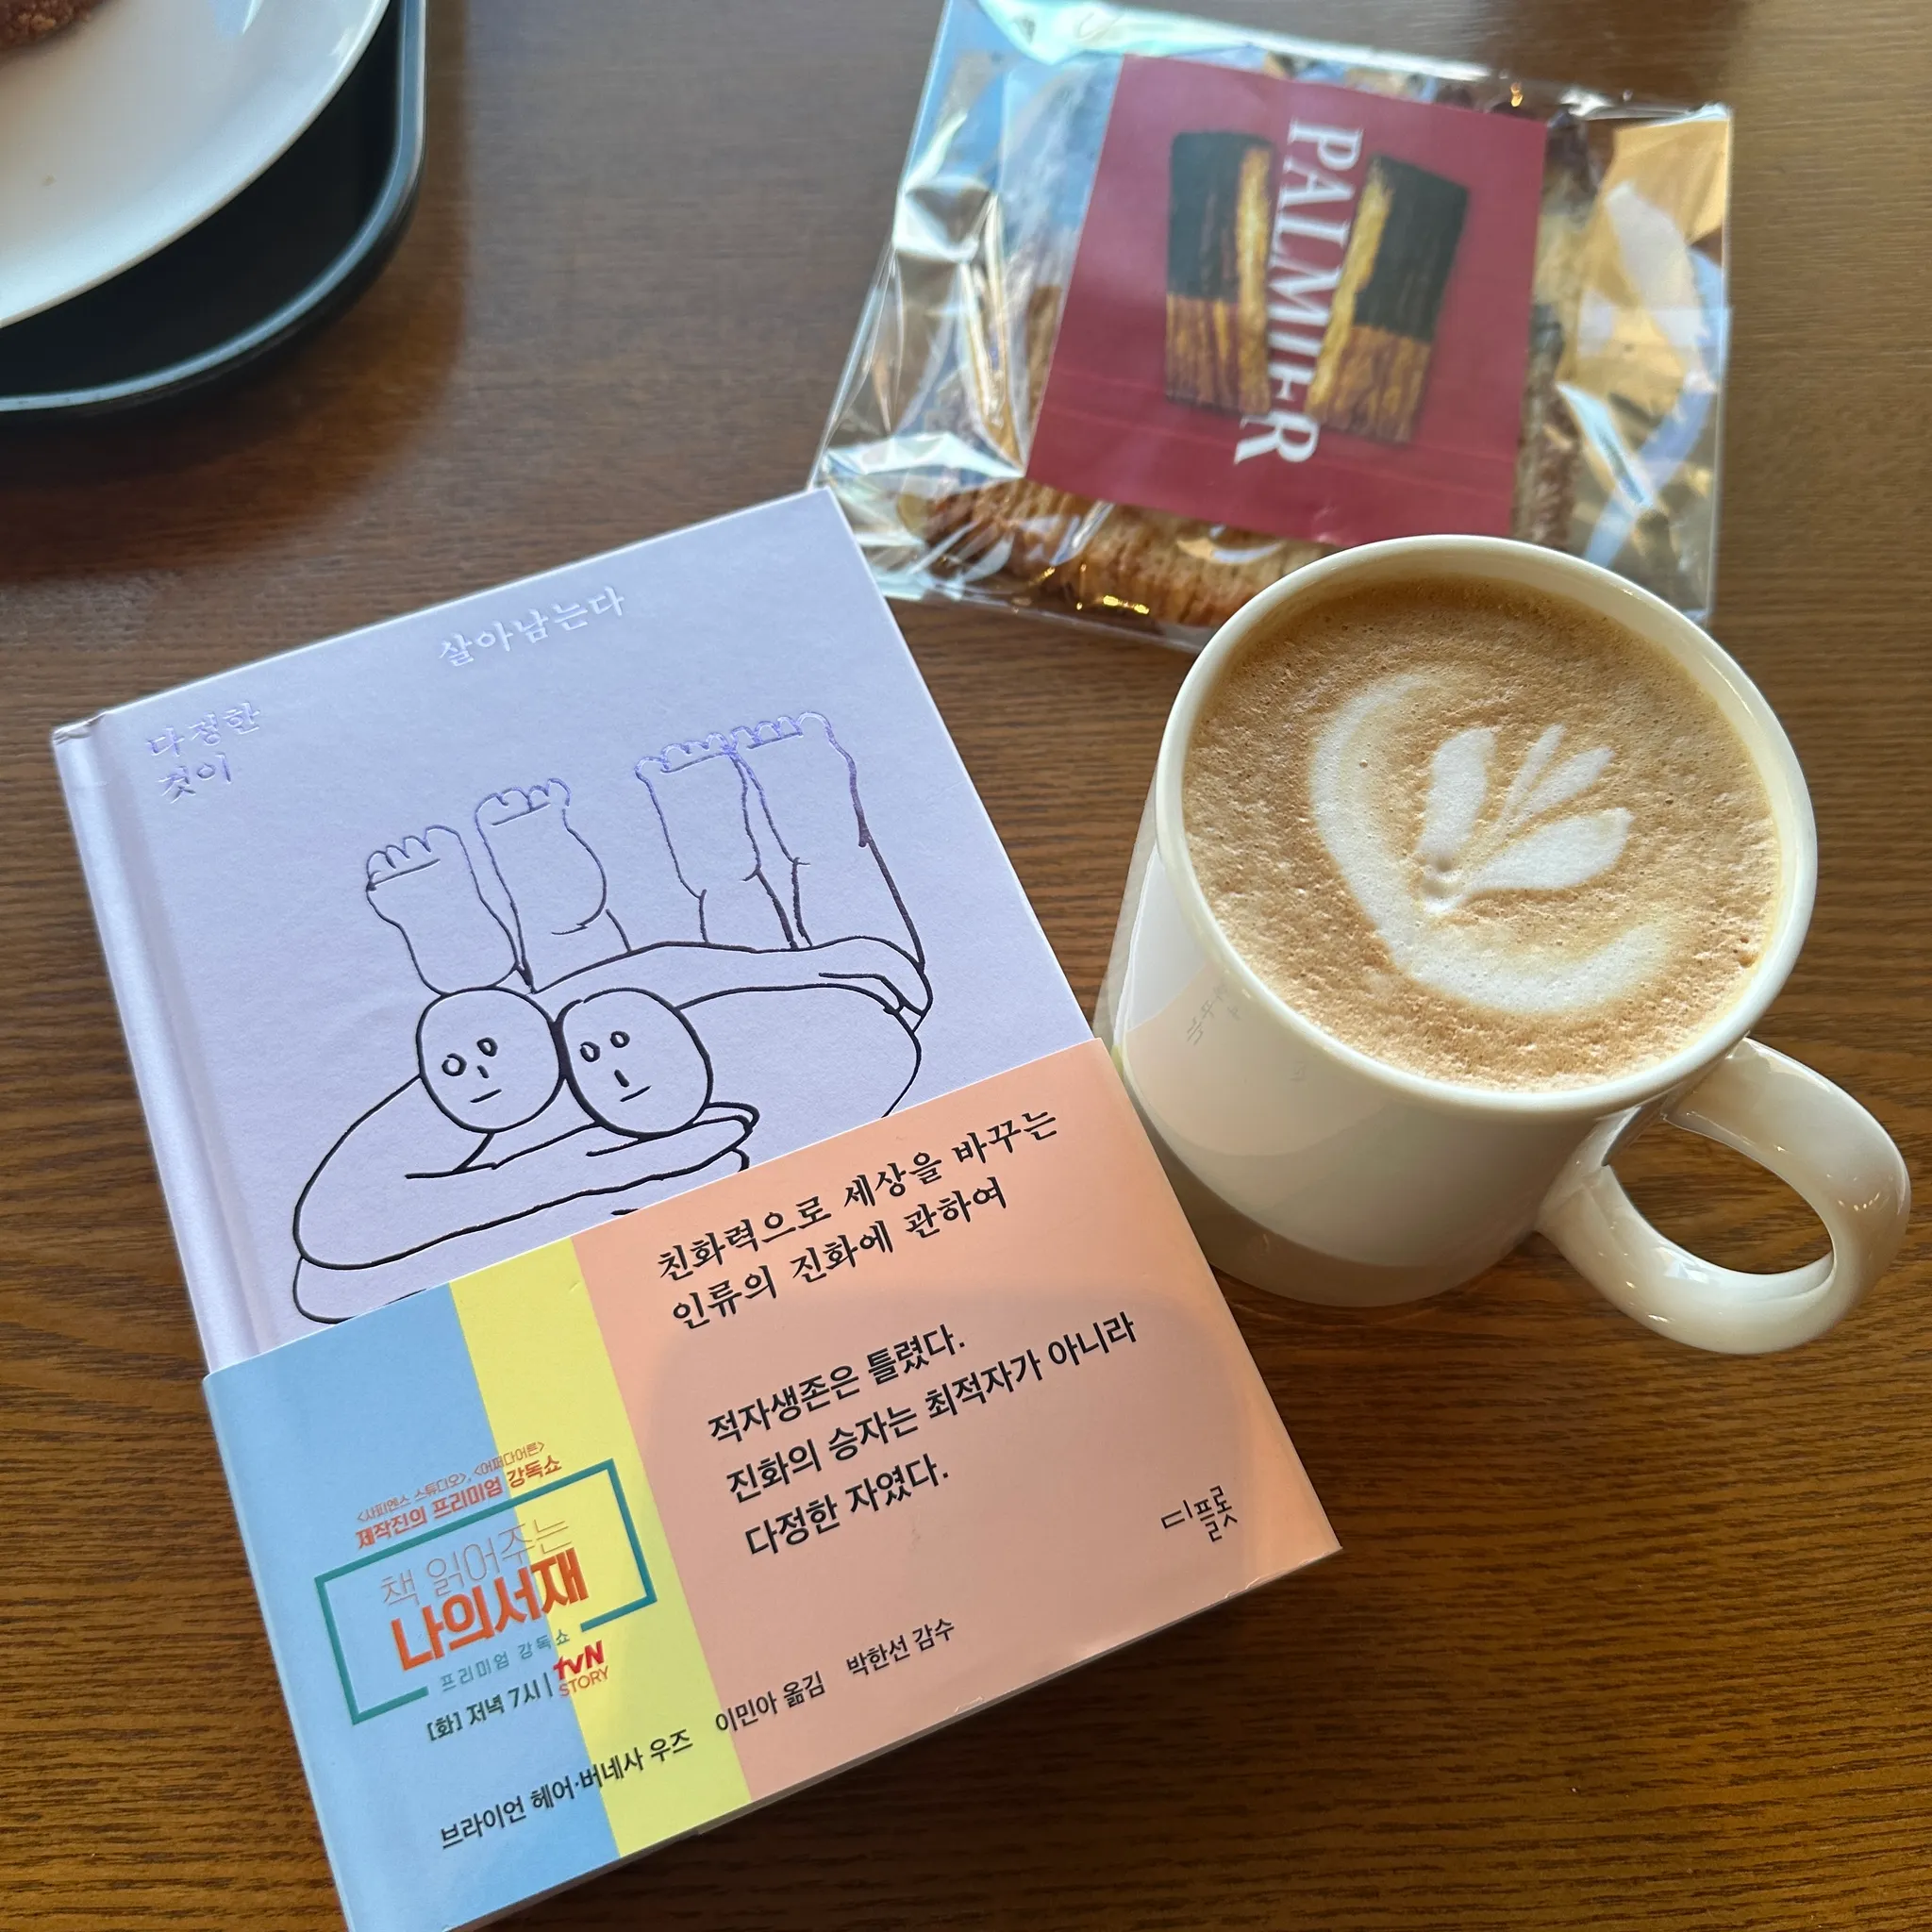 PALMIER
살아남는다
다정한
것이
친화력으로 세상을 바꾸는
인류의 진화에 관하여
적자생존은 틀렸다.
진화의 승자는 최적자가 아니라
다정한 자였다.
디플롯
<사피엔스 스튜디오>, <어쩌다어른>
제작진의 프리미엄 강독쇼
책 읽어주는
나의서재
프리미엄 강독쇼
[화] 저녁 7시 | tvN
STORY
브라이언 헤어·버네사 우즈 이민아 옮김 박한선 감수